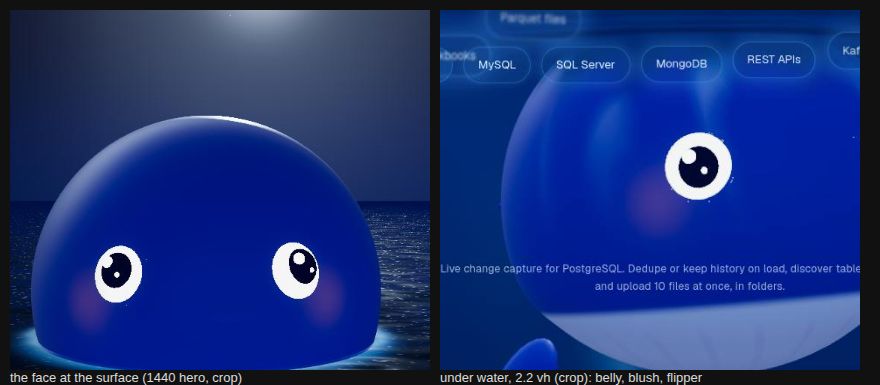 Parquet files
MySQL
SQL Server
MongoDB
REST APIs
Live change capture for PostgreSQL. Dedupe or keep history on load, discover table
and upload 10 files at once, in folders.
the face at the surface (1440 hero, crop)
under water, 2.2 vh (crop): belly, blush, flipper